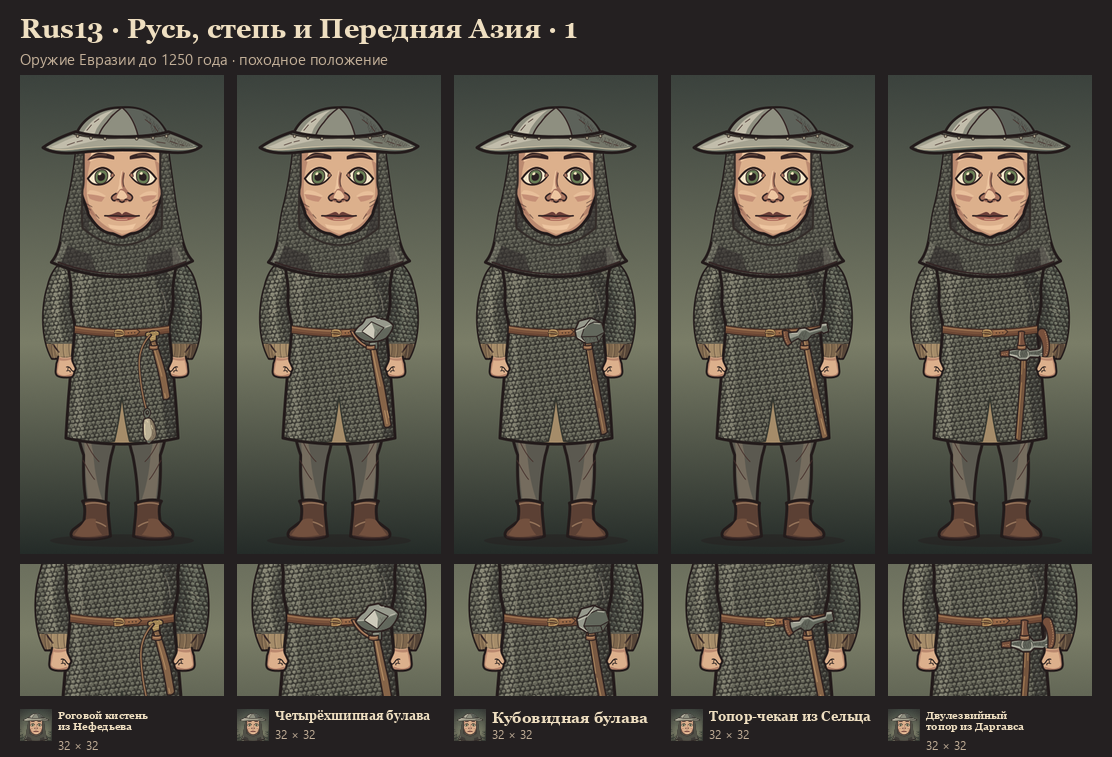 Rus13 · Русь, степь и Передняя Азия · 1
Оружие Евразии до 1250 года · походное положение
Роговой кистень
из Нефедьева
32 × 32
Четырёхшипная булава
32 × 32
Кубовидная булава
32 × 32
Топор-чекан из Сельца
32 × 32
Двулезвийный
топор из Даргавса
32 × 32